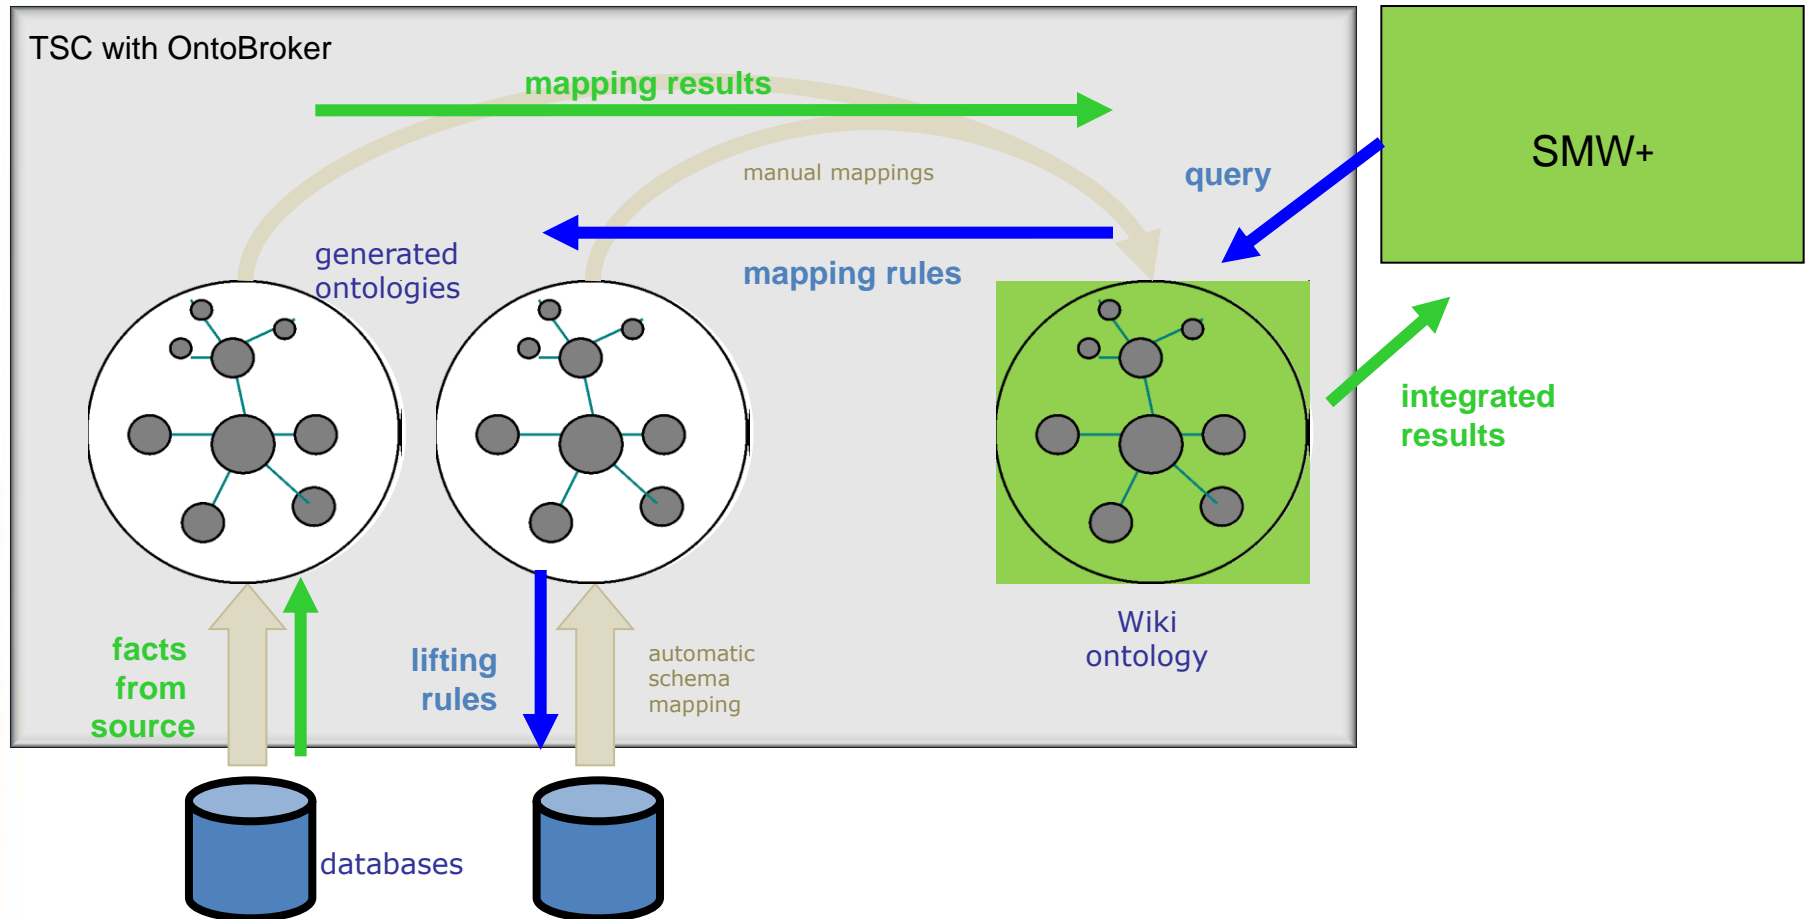 TSC with OntoBroker
mapping results
SMW+
manual mappings
query
generated
ontologies
mapping rules
integrated
results
Wiki
ontology
facts
from
source
lifting
rules
automatic
schema
mapping
databases